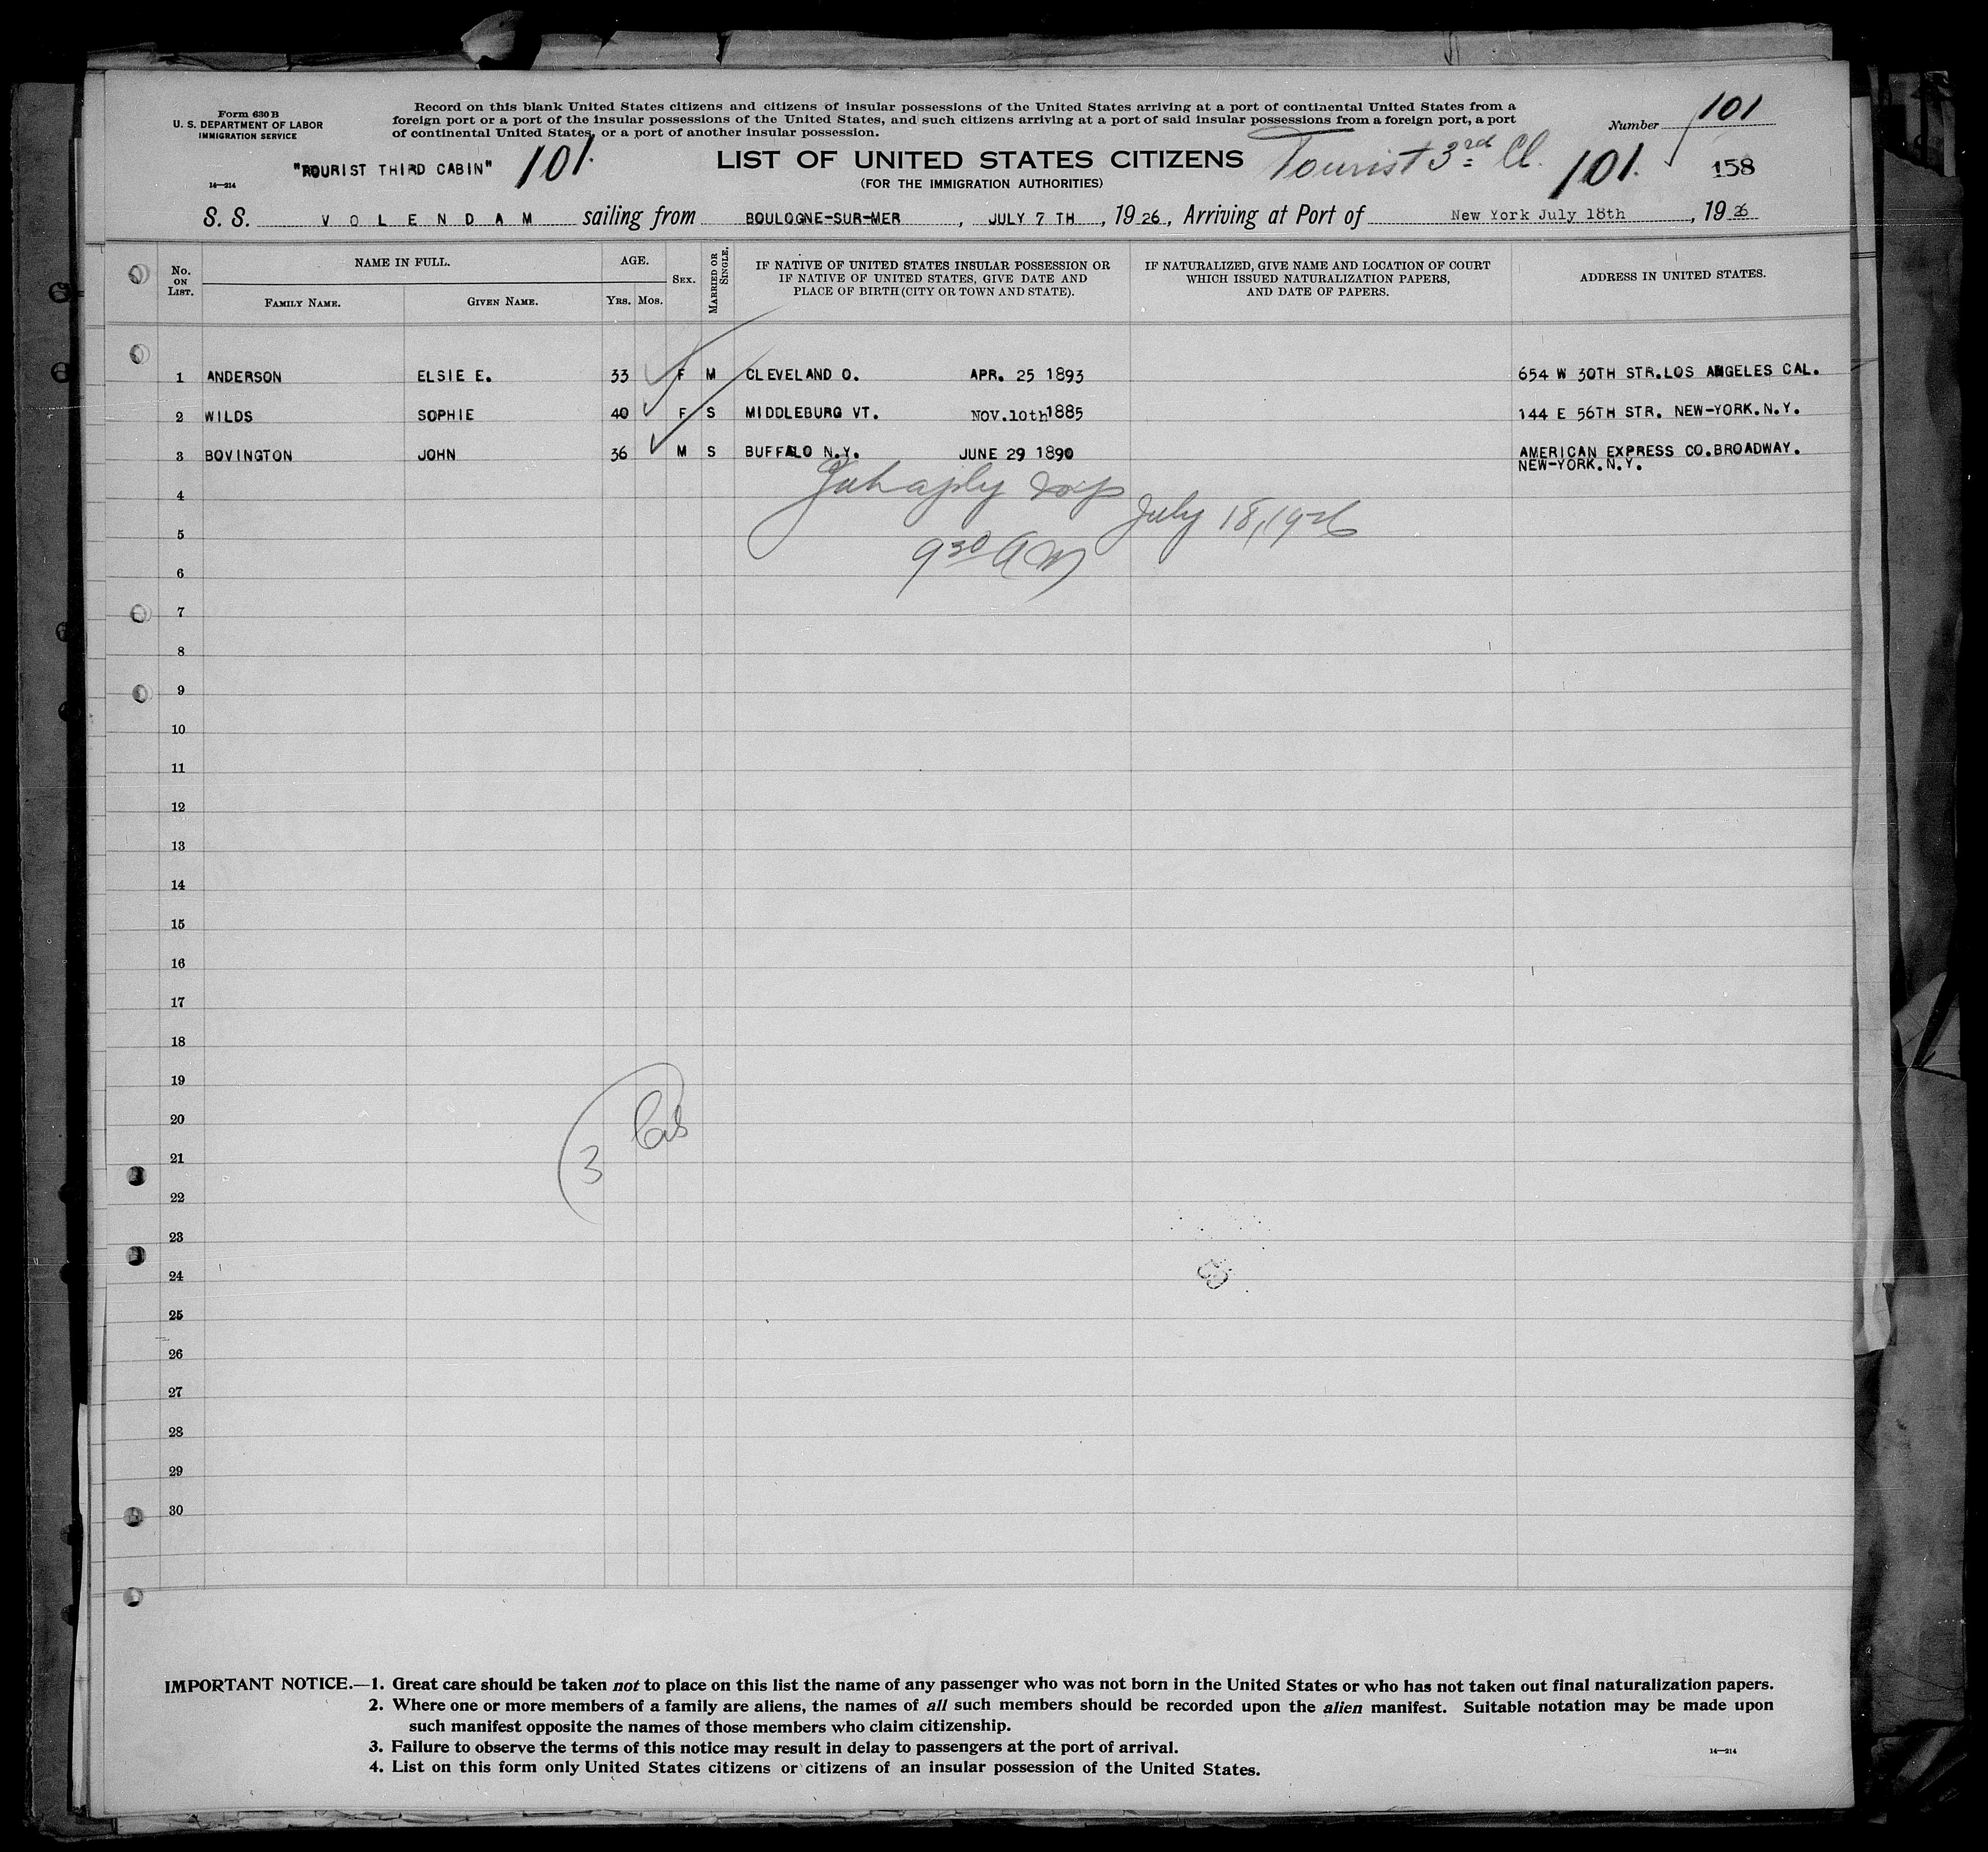 Form 630 B
U. S. DEPARTMENT OF LABOR
IMMIGRATION SERVICE
Record on this blank United States citizens and citizens of insular possessions of the United States arriving at a port of continental United States from a
foreign port or a port of the insular possessions of the United States, and such citizens arriving at a port of said insular possessions from a foreign port, a port
of continental United States, or a port of another insular possession.
Number 101
"TOURIST THIRD CABIN" 101. LIST OF UNITED STATES CITIZENS Tourist 3rd Cl. 101. 158
(FOR THE IMMIGRATION AUTHORITIES)
14—214
S. S. VOLENDAM sailing from BOULOGNE-SUR-MER, JULY 7 TH, 1926, Arriving at Port of New York July 18th, 1926
No. ON LIST. NAME IN FULL. FAMILY NAME. GIVEN NAME. AGE. YRS. MOS. SEX. MARRIED OR SINGLE. IF NATIVE OF UNITED STATES INSULAR POSSESSION OR IF NATIVE OF UNITED STATES, GIVE DATE AND PLACE OF BIRTH (CITY OR TOWN AND STATE). IF NATURALIZED, GIVE NAME AND LOCATION OF COURT WHICH ISSUED NATURALIZATION PAPERS, AND DATE OF PAPERS. ADDRESS IN UNITED STATES.
1 ANDERSON ELSIE E. 33 F M CLEVELAND O. APR. 25 1893 654 W 30TH STR.LOS ANGELES CAL.
2 WILDS SOPHIE 40 F S MIDDLEBURG VT. NOV.10th1885 144 E 56TH STR. NEW-YORK.N.Y.
3 BOVINGTON JOHN 36 M S BUFFALO N.Y. JUNE 29 1890 AMERICAN EXPRESS CO.BROADWAY.
NEW-YORK.N.Y.
4
July 18, 1926
5
9 30 AM
6
7
8
9
10
11
12
13
14
15
16
17
18
19
20
21
3
22
23
24
25
26
27
28
29
30
IMPORTANT NOTICE.—1. Great care should be taken not to place on this list the name of any passenger who was not born in the United States or who has not taken out final naturalization papers.
2. Where one or more members of a family are aliens, the names of all such members should be recorded upon the alien manifest. Suitable notation may be made upon
such manifest opposite the names of those members who claim citizenship.
3. Failure to observe the terms of this notice may result in delay to passengers at the port of arrival.
4. List on this form only United States citizens or citizens of an insular possession of the United States.
14—214